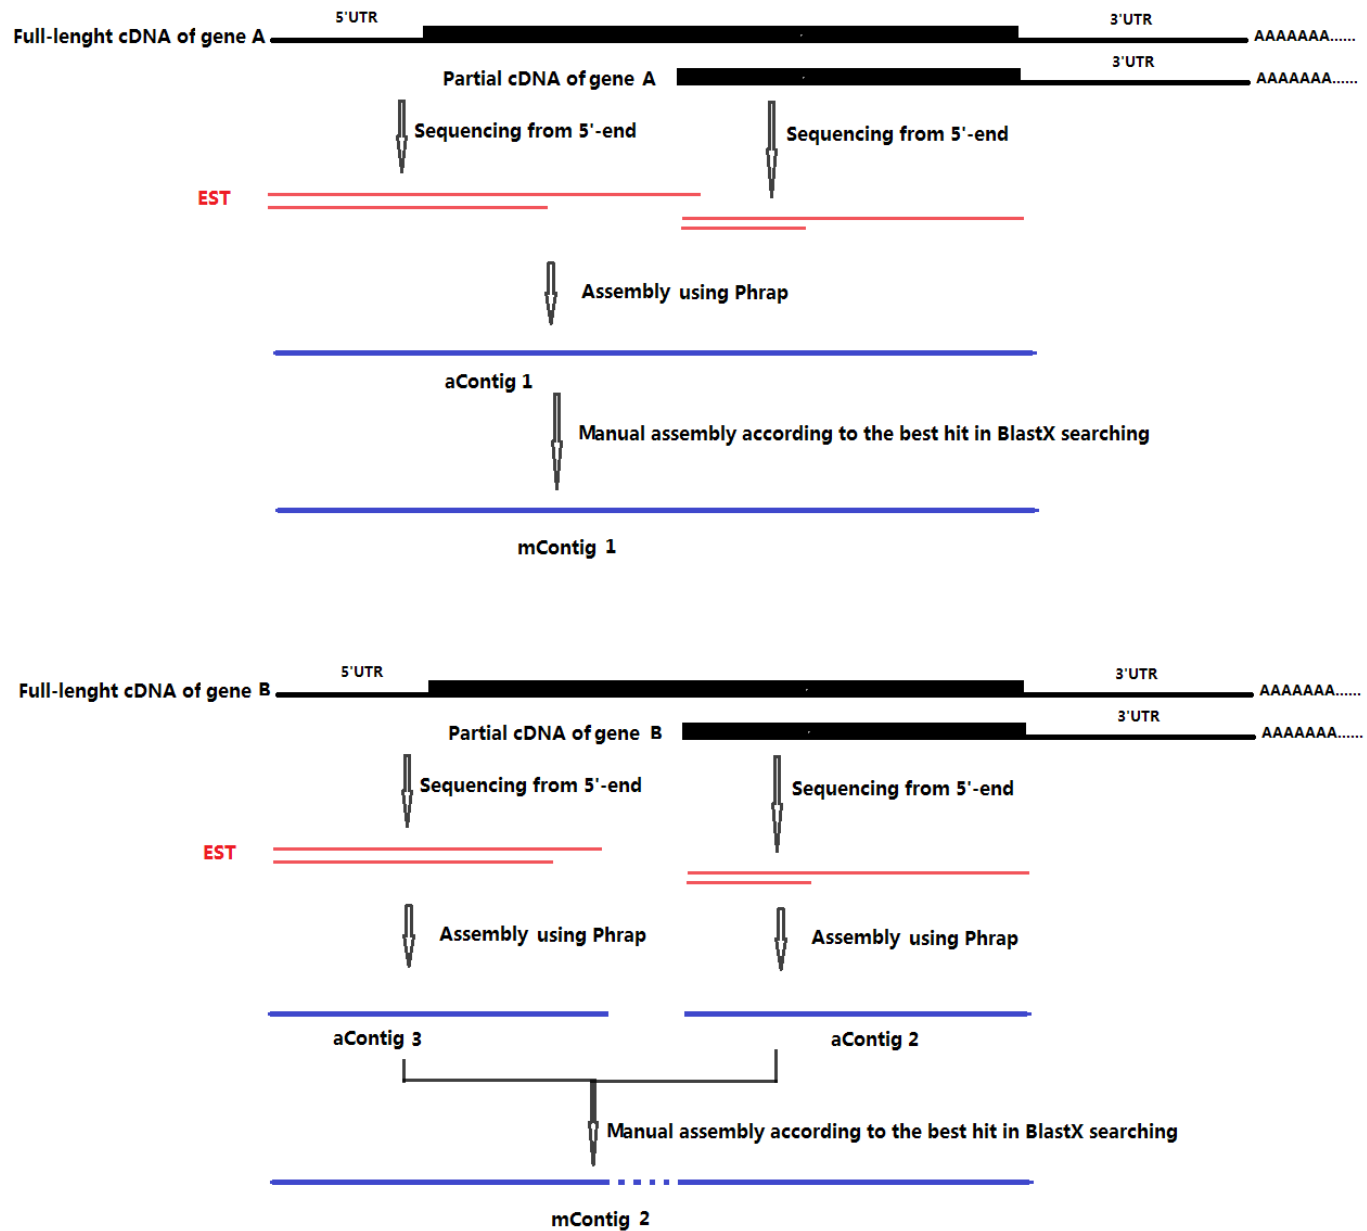 5'UTR
3'UTR
Full-lenght cDNA of gene A
AAAAAAA......
3'UTR
Partial cDNA of gene A
AAAAAAA......
Sequencing from 5'-end
Sequencing from 5'-end
EST
Assembly using Phrap
aContig 1
Manual assembly according to the best hit in BlastX searching
mContig 1
5'UTR
3'UTR
Full-lenght cDNA of gene B
AAAAAAA......
3'UTR
Partial cDNA of gene B
AAAAAAA......
Sequencing from 5'-end
Sequencing from 5'-end
EST
Assembly using Phrap
Assembly using Phrap
aContig 3
aContig 2
Manual assembly according to the best hit in BlastX searching
mContig 2